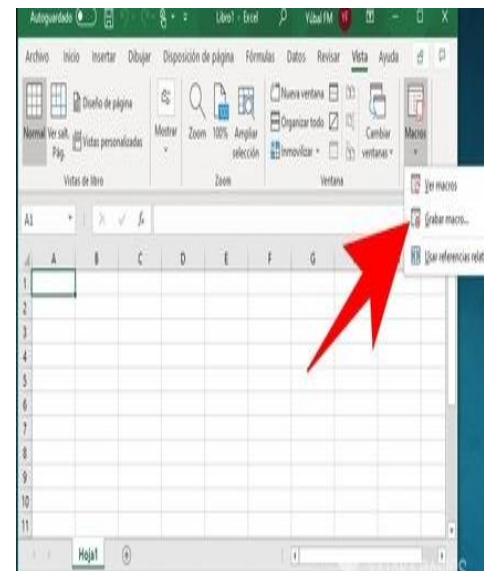 Autoguardado Libro1 - Excel Yúbal FM YF
Archivo Inicio Insertar Dibujar Disposición de página Fórmulas Datos Revisar Vista Ayuda
Normal Ver salt. Pág. Diseño de página Vistas personalizadas Mostrar Zoom 100% Ampliar selección Nueva ventana Organizar todo Inmovilizar Cambiar ventanas Macros
Vistas de libro Zoom Ventana
Ver macros
Grabar macro...
Usar referencias relat
A1 fx
A B C D E F G
1
2
3
4
5
6
7
8
9
10
11
Hoja1